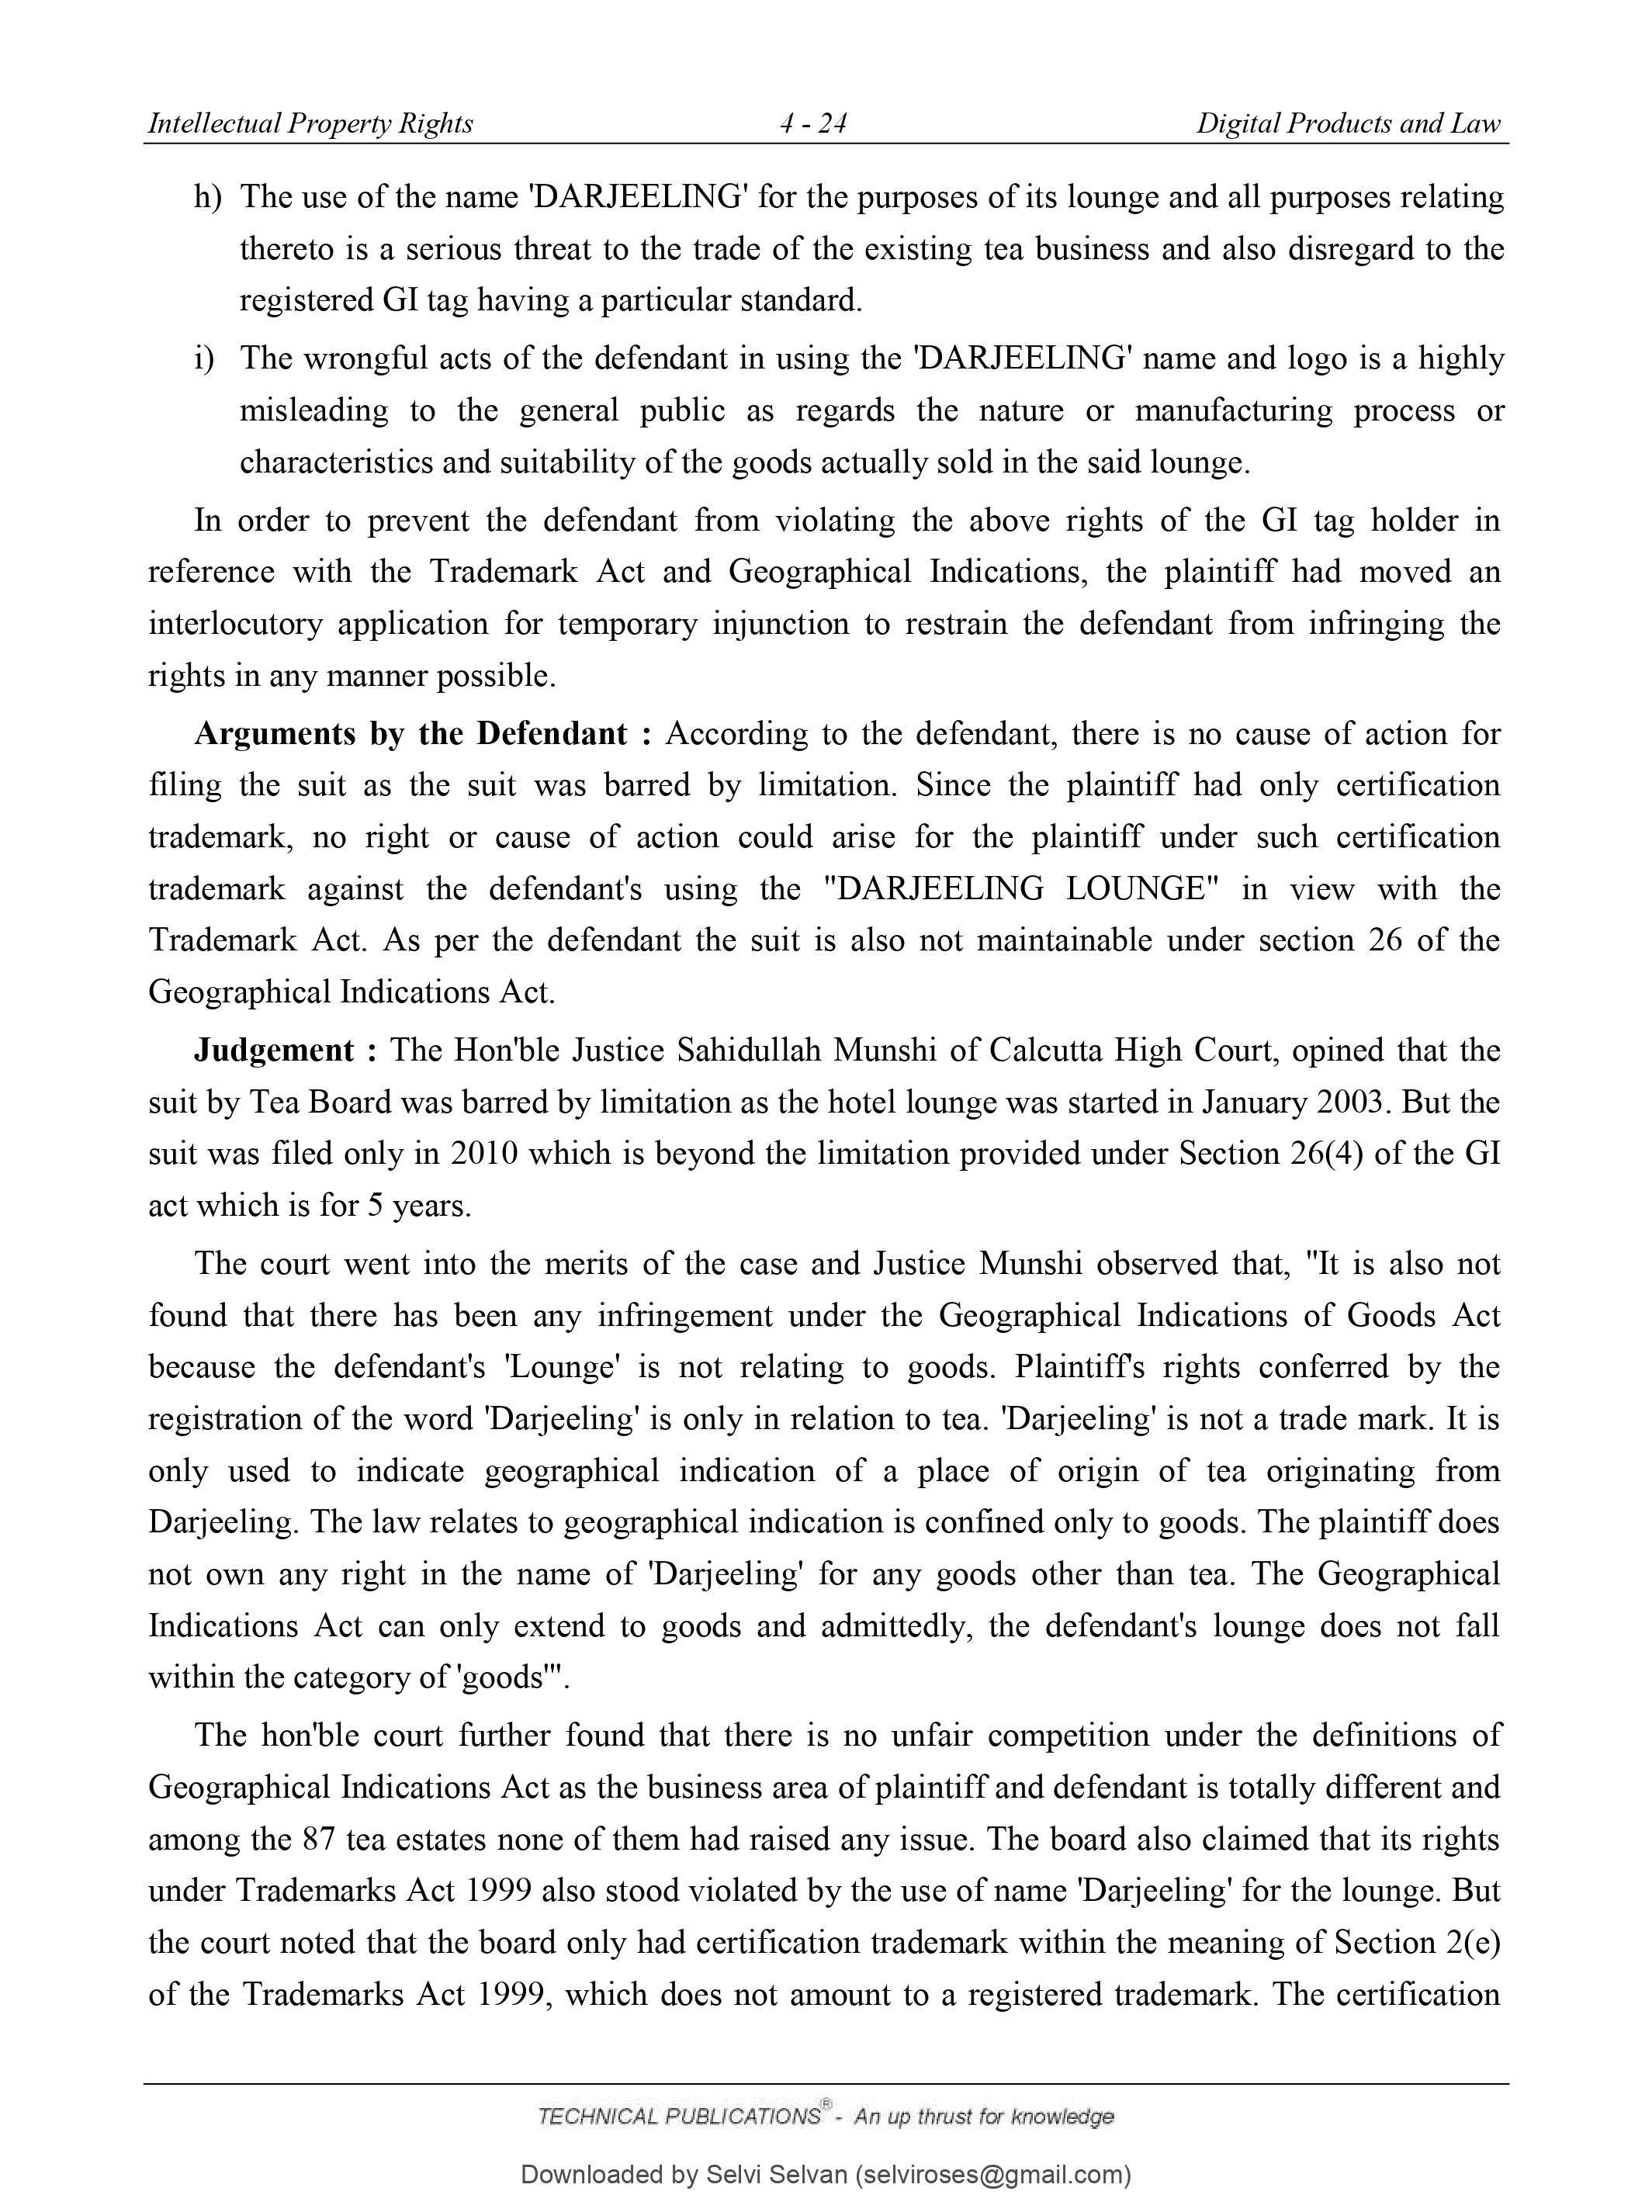 Intellectual Property Rights 4 - 24 Digital Products and Law
h) The use of the name 'DARJEELING' for the purposes of its lounge and all purposes relating
thereto is a serious threat to the trade of the existing tea business and also disregard to the
registered GI tag having a particular standard.
i) The wrongful acts of the defendant in using the 'DARJEELING' name and logo is a highly
misleading to the general public as regards the nature or manufacturing process or
characteristics and suitability of the goods actually sold in the said lounge.
In order to prevent the defendant from violating the above rights of the GI tag holder in
reference with the Trademark Act and Geographical Indications, the plaintiff had moved an
interlocutory application for temporary injunction to restrain the defendant from infringing the
rights in any manner possible.
Arguments by the Defendant : According to the defendant, there is no cause of action for
filing the suit as the suit was barred by limitation. Since the plaintiff had only certification
trademark, no right or cause of action could arise for the plaintiff under such certification
trademark against the defendant's using the "DARJEELING LOUNGE" in view with the
Trademark Act. As per the defendant the suit is also not maintainable under section 26 of the
Geographical Indications Act.
Judgement : The Hon'ble Justice Sahidullah Munshi of Calcutta High Court, opined that the
suit by Tea Board was barred by limitation as the hotel lounge was started in January 2003. But the
suit was filed only in 2010 which is beyond the limitation provided under Section 26(4) of the GI
act which is for 5 years.
The court went into the merits of the case and Justice Munshi observed that, "It is also not
found that there has been any infringement under the Geographical Indications of Goods Act
because the defendant's 'Lounge' is not relating to goods. Plaintiff's rights conferred by the
registration of the word 'Darjeeling' is only in relation to tea. 'Darjeeling' is not a trade mark. It is
only used to indicate geographical indication of a place of origin of tea originating from
Darjeeling. The law relates to geographical indication is confined only to goods. The plaintiff does
not own any right in the name of 'Darjeeling' for any goods other than tea. The Geographical
Indications Act can only extend to goods and admittedly, the defendant's lounge does not fall
within the category of 'goods'".
The hon'ble court further found that there is no unfair competition under the definitions of
Geographical Indications Act as the business area of plaintiff and defendant is totally different and
among the 87 tea estates none of them had raised any issue. The board also claimed that its rights
under Trademarks Act 1999 also stood violated by the use of name 'Darjeeling' for the lounge. But
the court noted that the board only had certification trademark within the meaning of Section 2(e)
of the Trademarks Act 1999, which does not amount to a registered trademark. The certification
TECHNICAL PUBLICATIONS® - An up thrust for knowledge
Downloaded by Selvi Selvan (selviroses@gmail.com)